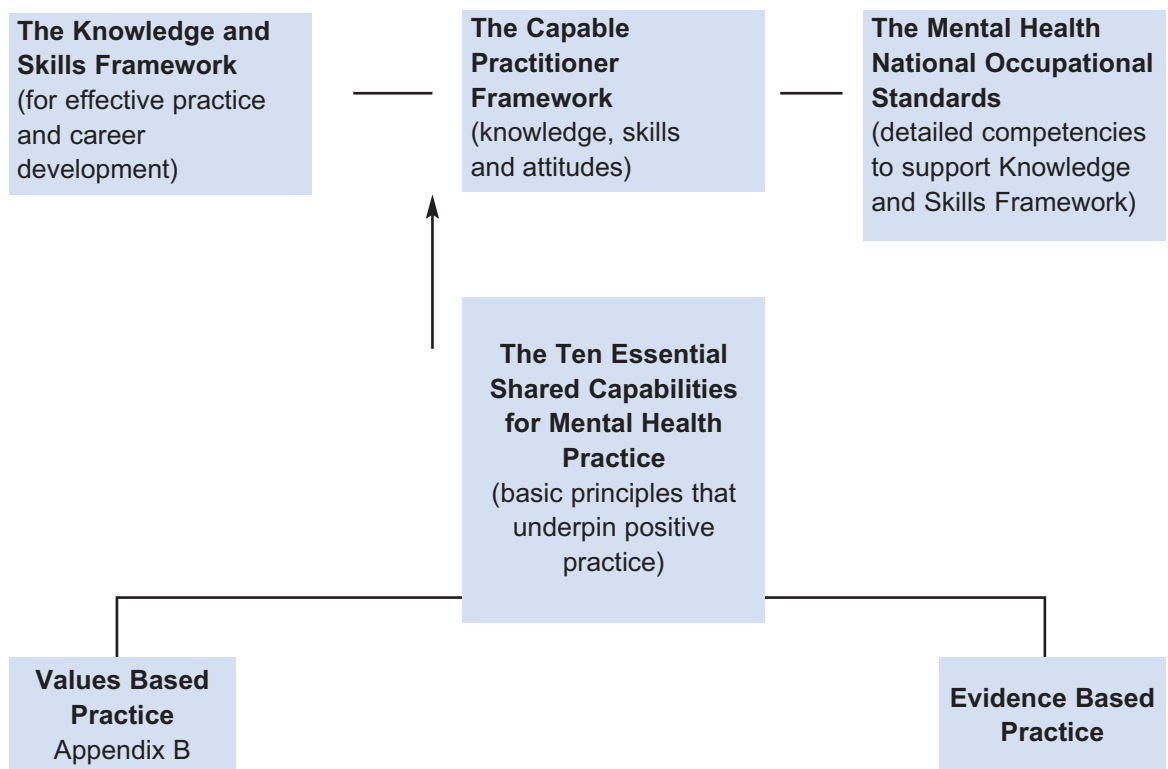 The Knowledge and
Skills Framework
(for effective practice
and career
development)
The Capable
Practitioner
Framework
(knowledge, skills
and attitudes)
The Mental Health
National Occupational
Standards
(detailed competencies
to support Knowledge
and Skills Framework)
The Ten Essential
Shared Capabilities
for Mental Health
Practice
(basic principles that
underpin positive
practice)
Values Based
Practice
Appendix B
Evidence Based
Practice